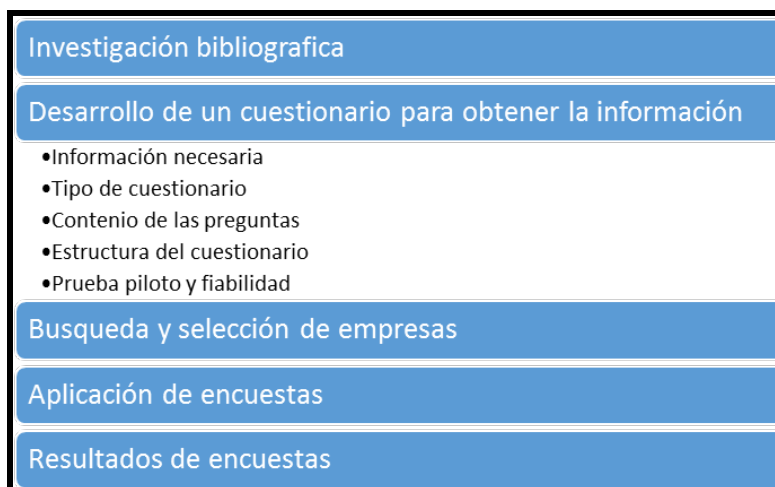 Investigación bibliografica
Desarrollo de un cuestionario para obtener la información
•Información necesaria
•Tipo de cuestionario
•Contenio de las preguntas
•Estructura del cuestionario
•Prueba piloto y fiabilidad
Busqueda y selección de empresas
Aplicación de encuestas
Resultados de encuestas